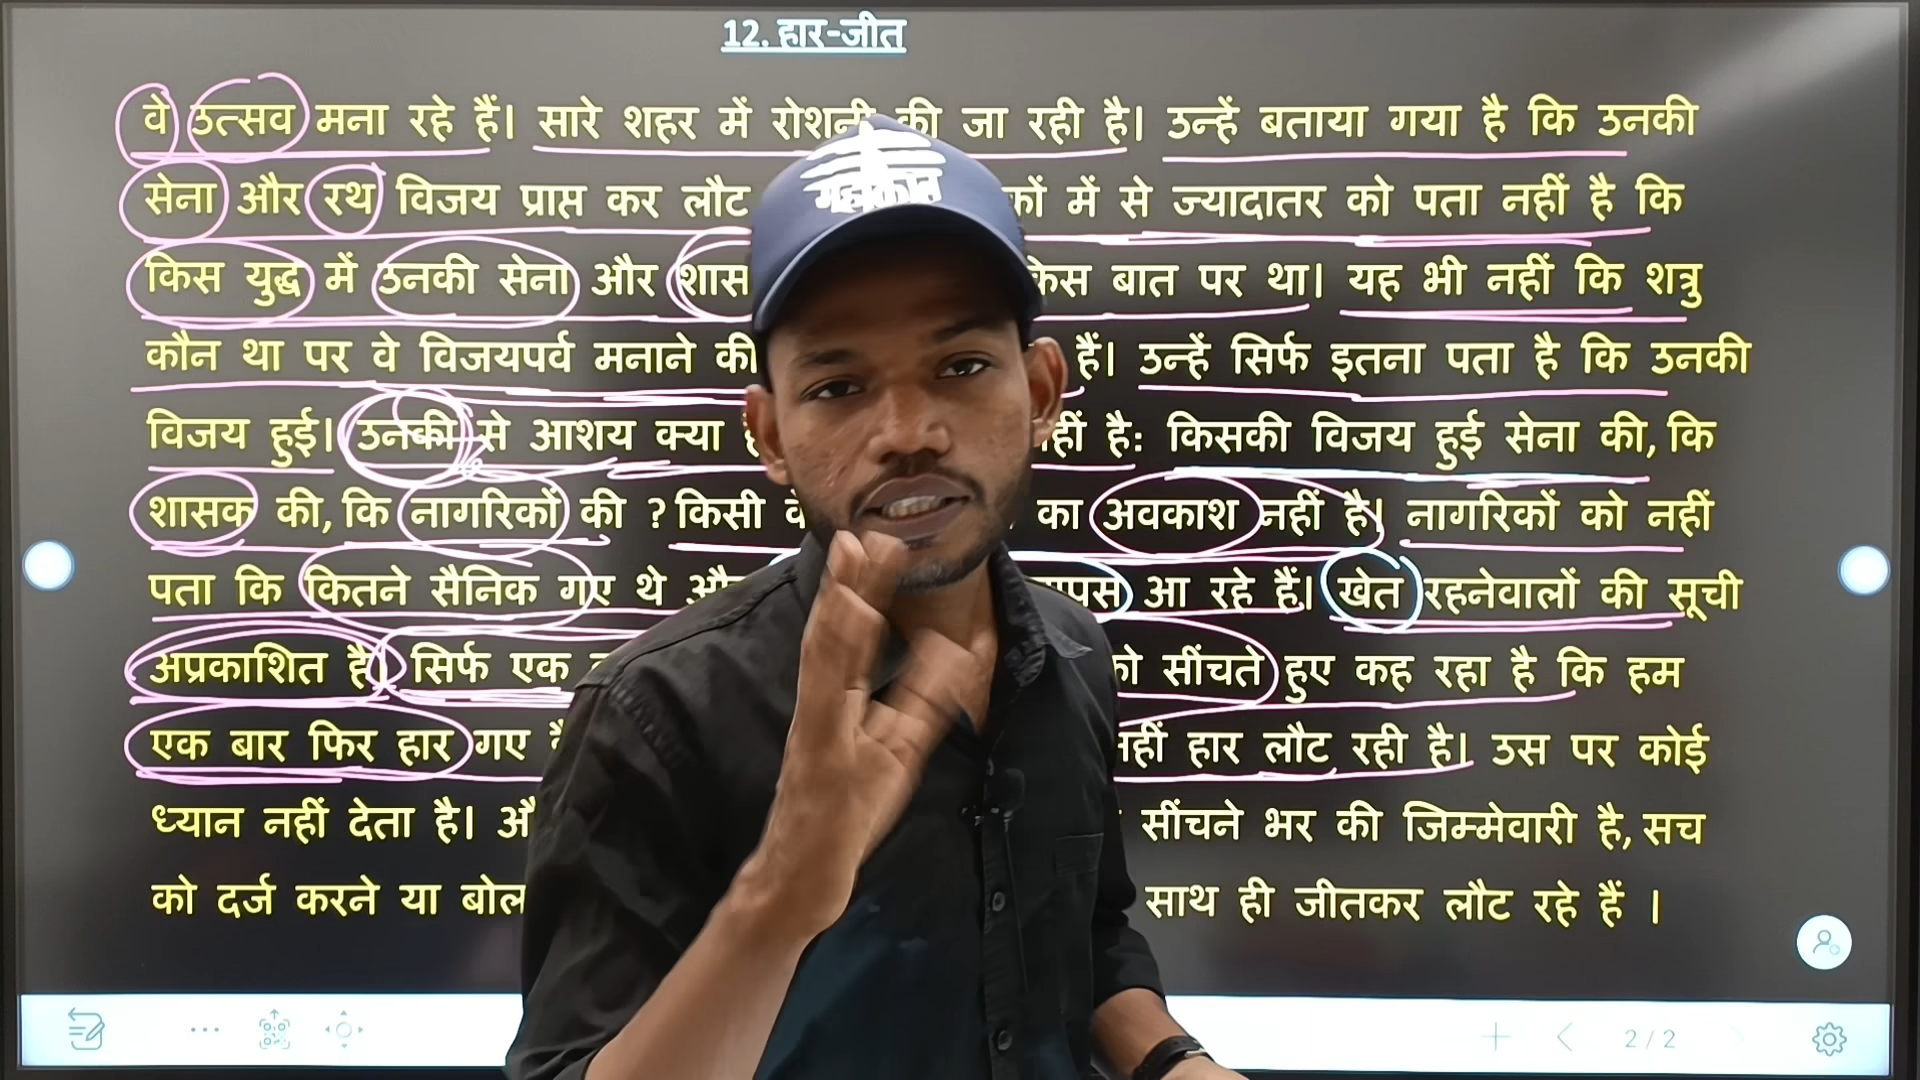 12. हार-जीत
वे उत्सव मना रहे हैं। सारे शहर में रोशनी की जा रही है। उन्हें बताया गया है कि उनकी
सेना और रथ विजय प्राप्त कर लौट में से ज्यादातर को पता नहीं है कि
किस युद्ध में उनकी सेना और बात पर था। यह भी नहीं कि शत्रु
कौन था पर वे विजयपर्व मनाने की हैं। उन्हें सिर्फ इतना पता है कि उनकी
विजय हुई। उनकी से आशय क्या है: किसकी विजय हुई सेना की, कि
शासक की, कि नागरिकों की ? किसी का अवकाश नहीं है। नागरिकों को नहीं
पता कि कितने सैनिक गए थे आ रहे हैं। खेत रहनेवालों की सूची
अप्रकाशित है। सिर्फ एक सींचते हुए कह रहा है कि हम
एक बार फिर हार गए हार लौट रही है। उस पर कोई
ध्यान नहीं देता है। सींचने भर की जिम्मेवारी है, सच
को दर्ज करने या साथ ही जीतकर लौट रहे हैं ।
2/2